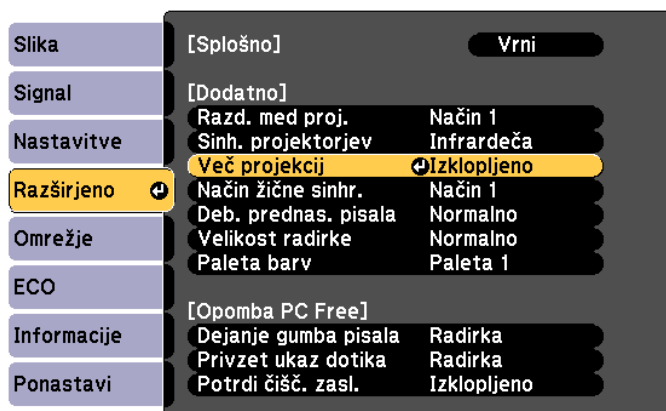 Slika
Signal
Nastavitve
Razširjeno
Omrežje
ECO
Informacije
Ponastavi
[Splošno] Vrni
[Dodatno]
Razd. med proj. Način 1
Sinh. projektorjev Infrardeča
Več projekcij Izklopljeno
Način žične sinhr. Način 1
Deb. prednas. pisala Normalno
Velikost radirke Normalno
Paleta barv Paleta 1
[Opomba PC Free]
Dejanje gumba pisala Radirka
Privzet ukaz dotika Radirka
Potrdi čišč. zasl. Izklopljeno